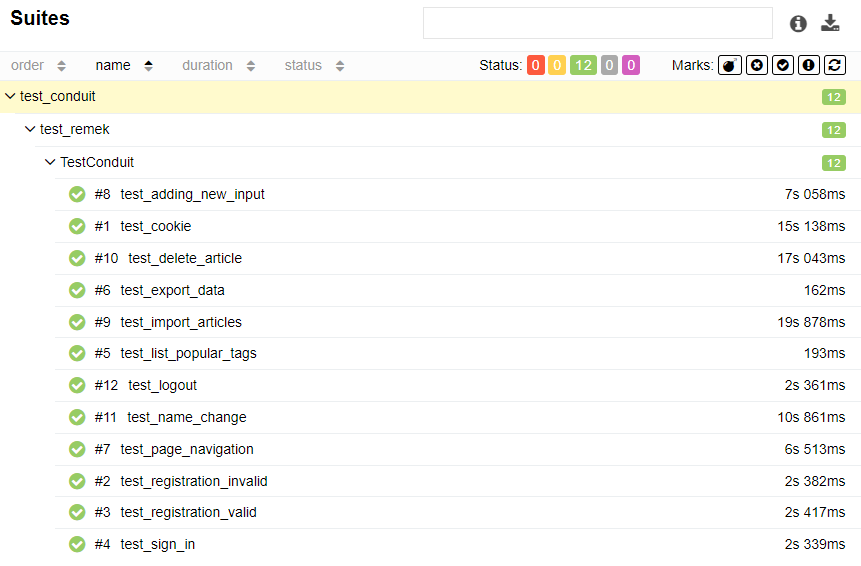 Suites
order name duration status Status: 0 0 12 0 0 Marks:
test_conduit 12
test_remek 12
TestConduit 12
#8 test_adding_new_input 7s 058ms
#1 test_cookie 15s 138ms
#10 test_delete_article 17s 043ms
#6 test_export_data 162ms
#9 test_import_articles 19s 878ms
#5 test_list_popular_tags 193ms
#12 test_logout 2s 361ms
#11 test_name_change 10s 861ms
#7 test_page_navigation 6s 513ms
#2 test_registration_invalid 2s 382ms
#3 test_registration_valid 2s 417ms
#4 test_sign_in 2s 339ms